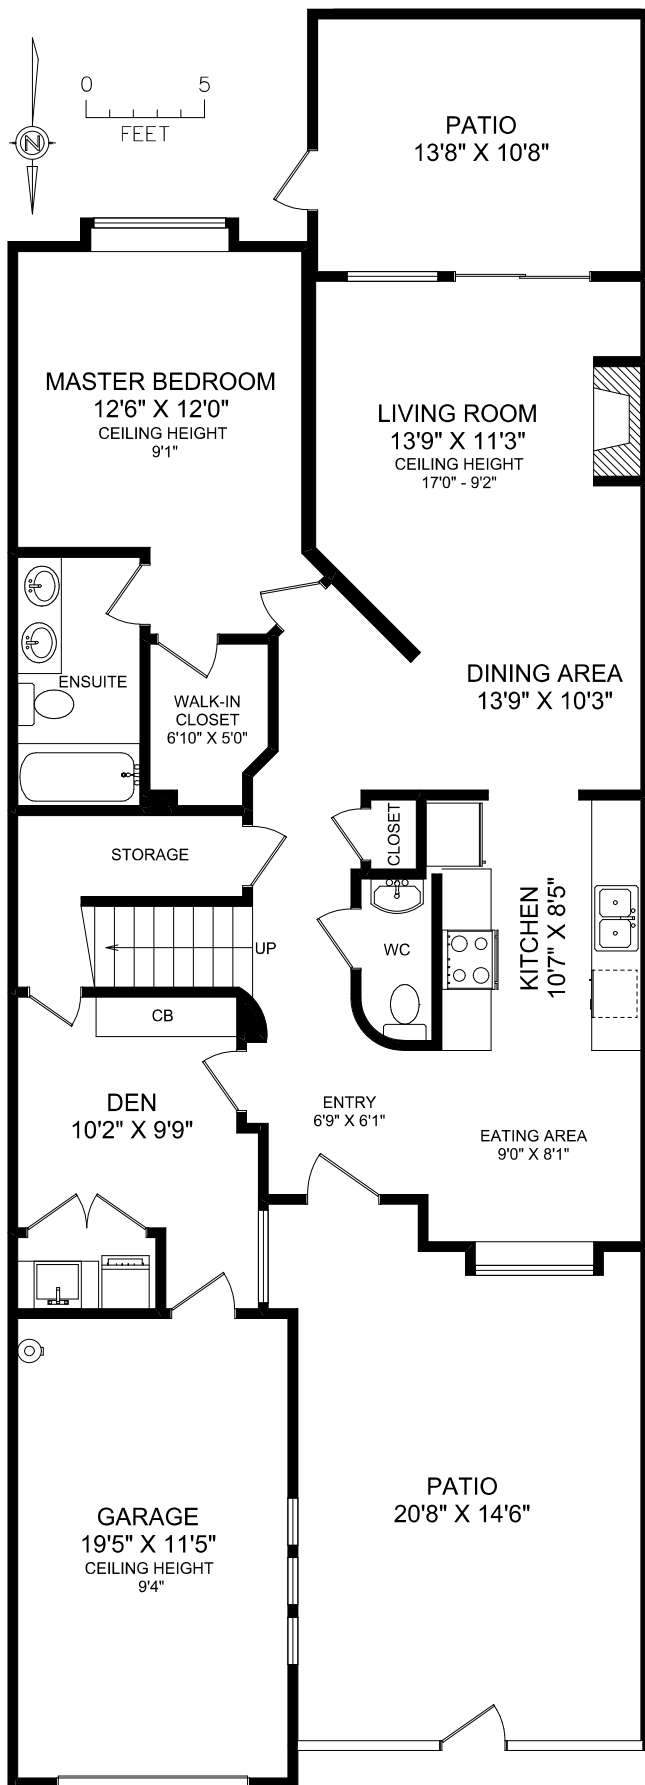 0 5
FEET
N
PATIO
13'8" X 10'8"
MASTER BEDROOM
12'6" X 12'0"
CEILING HEIGHT
9'1"
LIVING ROOM
13'9" X 11'3"
CEILING HEIGHT
17'0" - 9'2"
ENSUITE
WALK-IN
CLOSET
6'10" X 5'0"
DINING AREA
13'9" X 10'3"
STORAGE
CLOSET
KITCHEN
10'7" X 8'5"
WC
UP
CB
DEN
10'2" X 9'9"
ENTRY
6'9" X 6'1"
EATING AREA
9'0" X 8'1"
GARAGE
19'5" X 11'5"
CEILING HEIGHT
9'4"
PATIO
20'8" X 14'6"